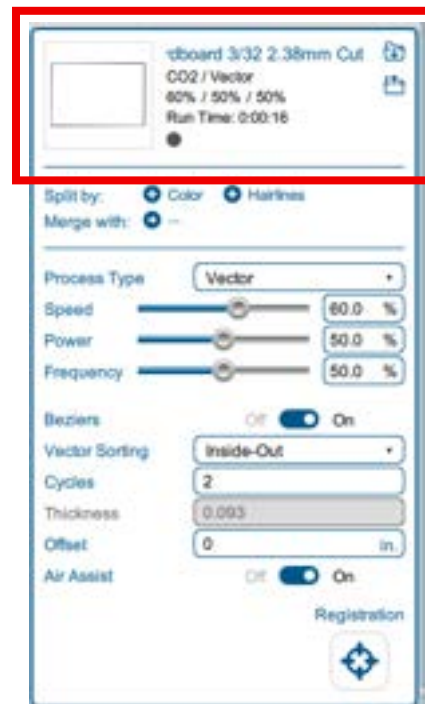 dboard 3/32 2.38mm Cut
CO2 / Vector
60% / 50% / 50%
Run Time: 0:00:16
Split by: Color Hairlines
Merge with: --
Process Type Vector
Speed 60.0 %
Power 50.0 %
Frequency 50.0 %
Beziers Off On
Vector Sorting Inside-Out
Cycles 2
Thickness 0.093
Offset 0 in.
Air Assist Off On
Registration